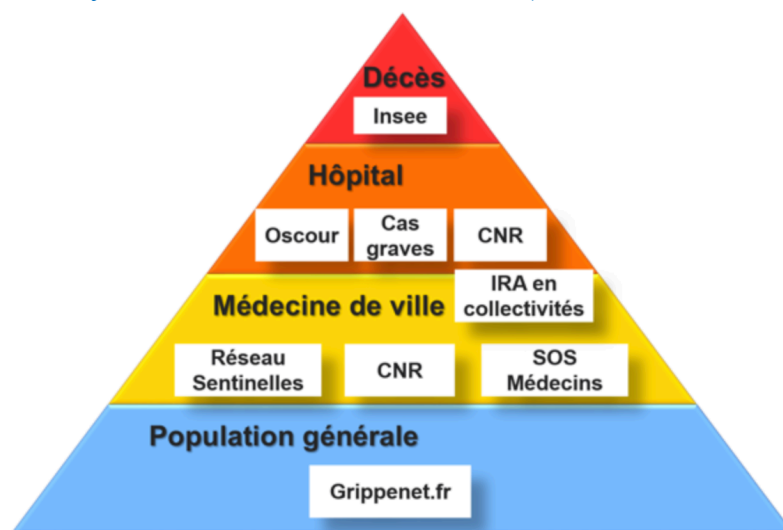 Décès
Insee
Hôpital
Oscour
Cas
graves
CNR
IRA en
collectivités
Médecine de ville
Réseau
Sentinelles
CNR
SOS
Médecins
Population générale
Grippenet.fr